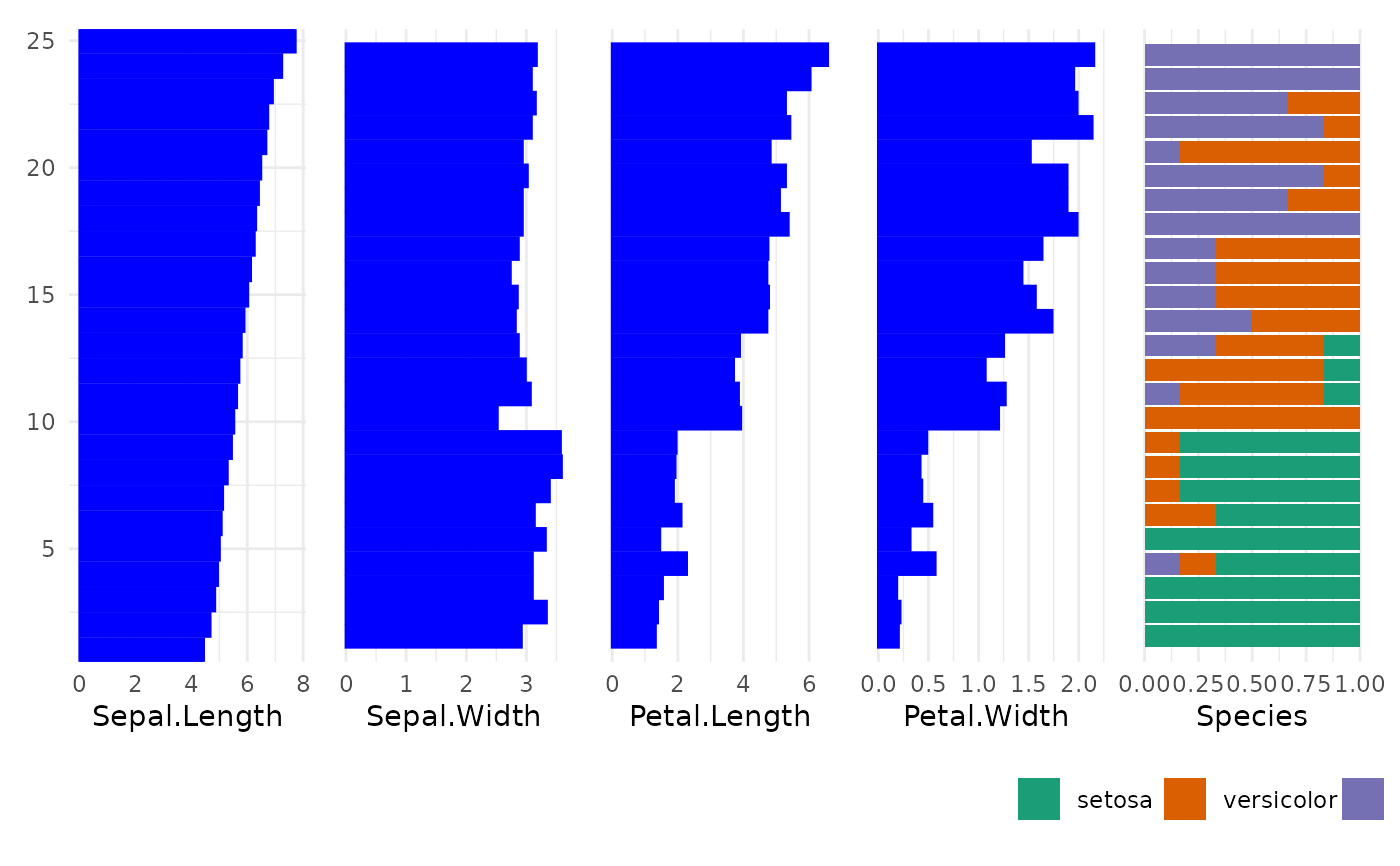 25
20
15
10
5
0 2 4 6 8
0 1 2 3
0 2 4 6
0.0 0.5 1.0 1.5 2.0
0.00 0.25 0.50 0.75 1.00
Sepal.Length
Sepal.Width
Petal.Length
Petal.Width
Species
setosa
versicolor